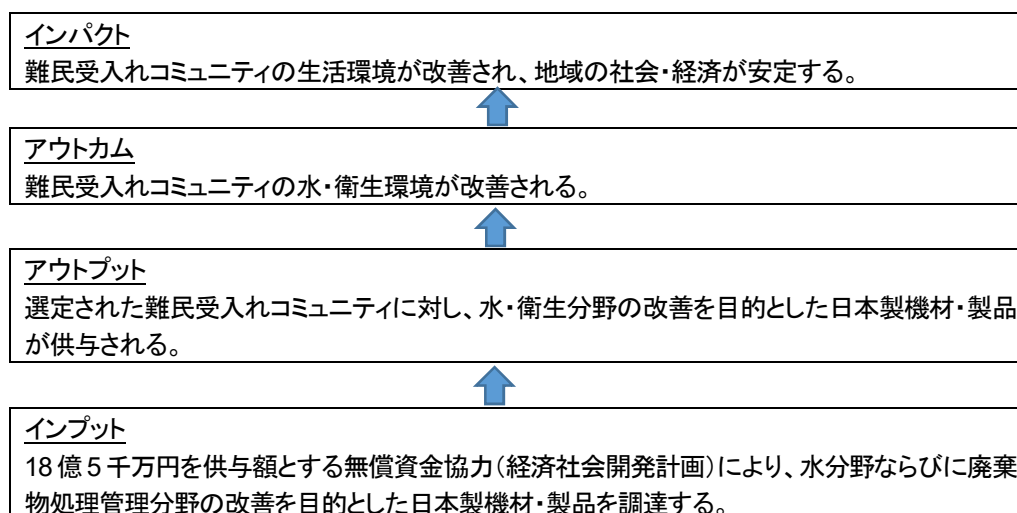 インパクト
難民受入れコミュニティの生活環境が改善され、地域の社会・経済が安定する。
アウトカム
難民受入れコミュニティの水・衛生環境が改善される。
アウトプット
選定された難民受入れコミュニティに対し、水・衛生分野の改善を目的とした日本製機材・製品
が供与される。
インプット
18 億 5 千万円を供与額とする無償資金協力（経済社会開発計画）により、水分野ならびに廃棄
物処理管理分野の改善を目的とした日本製機材・製品を調達する。